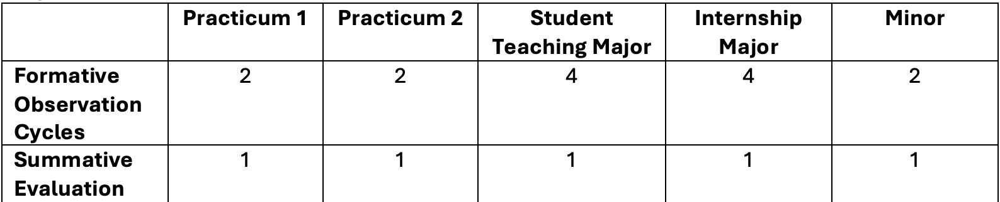 Practicum 1 Practicum 2 Student Teaching Major Internship Major Minor
Formative Observation Cycles 2 2 4 4 2
Summative Evaluation 1 1 1 1 1